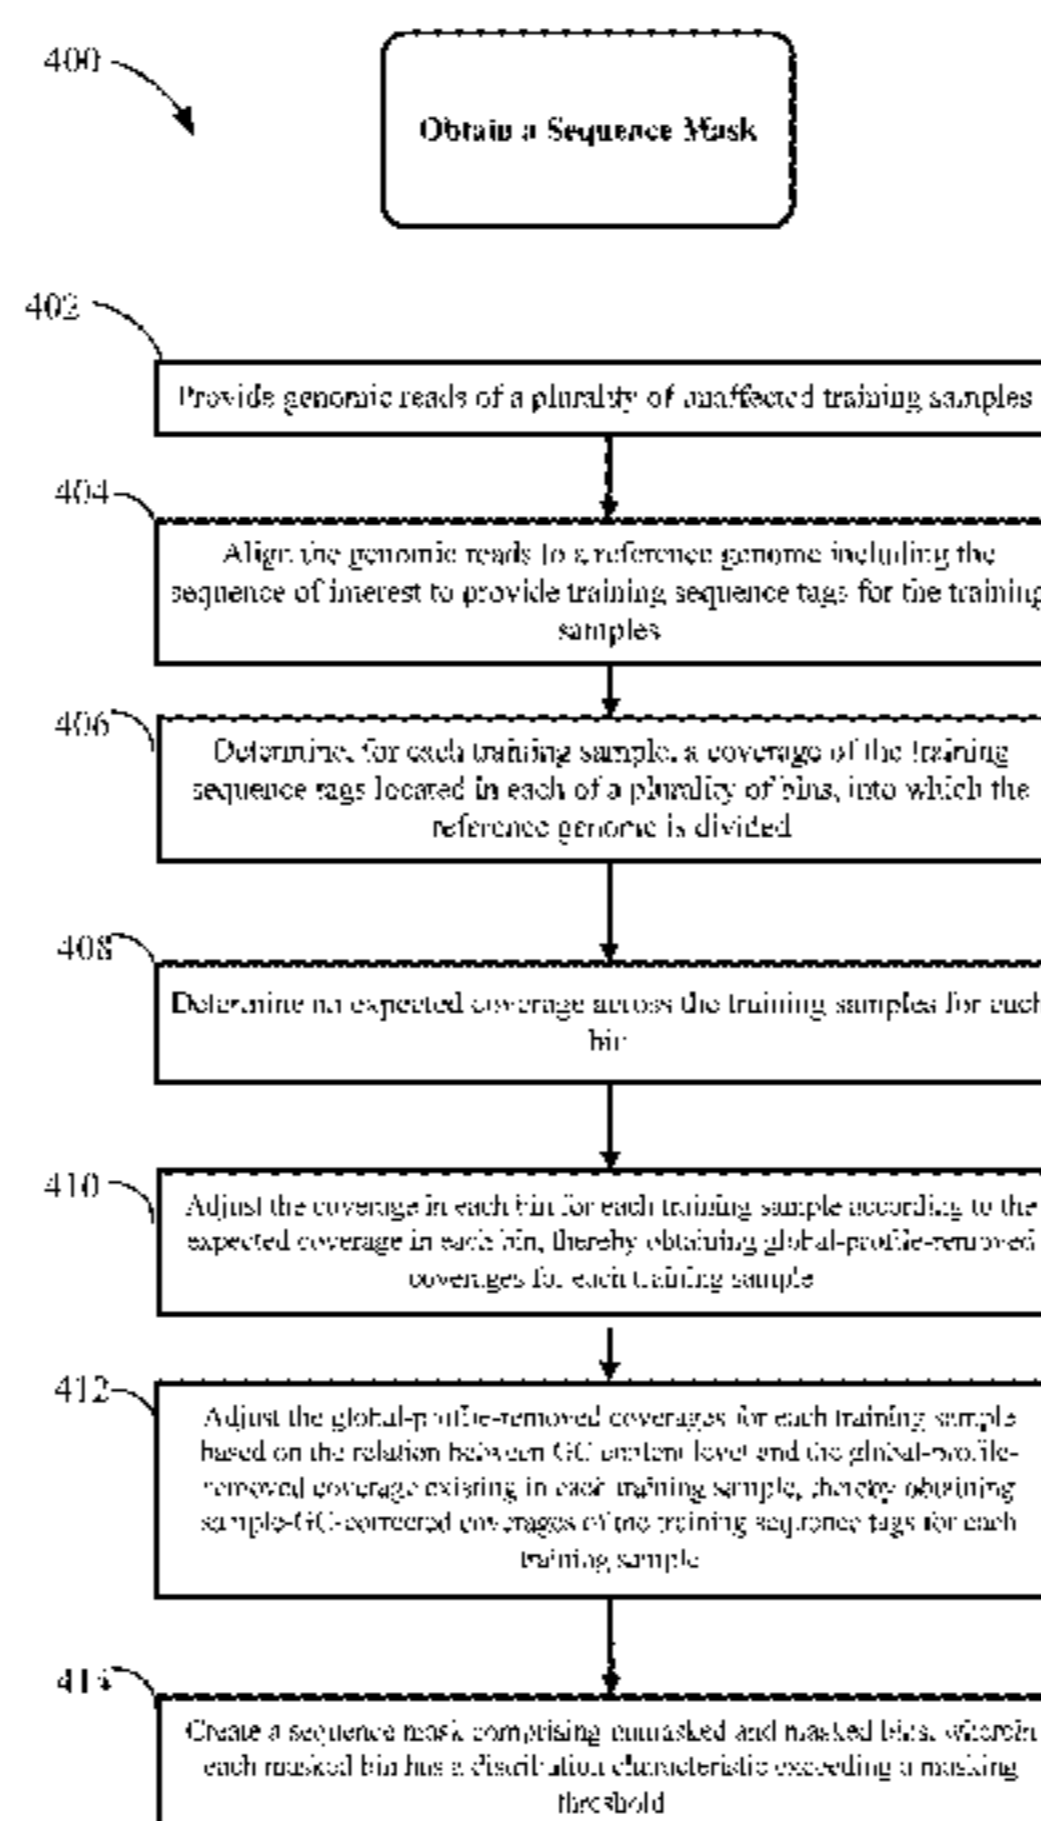 400
Obtain a Sequence Mask
402
Provide genomic reads of a plurality of unaffected training samples
404
Align the genomic reads to a reference genome including the
sequence of interest to provide training sequence tags for the training
samples
406
Determine, for each training sample, a coverage of the training
sequence tags located in each of a plurality of bins, into which the
reference genome is divided
408
Determine an expected coverage across the training samples for each
bin
410
Adjust the coverage in each bin for each training sample according to the
expected coverage in each bin, thereby obtaining global-profile-removed
coverages for each training sample
412
Adjust the global-profile-removed coverages for each training sample
based on the relation between GC content level and the global-profile-
removed coverage existing in each training sample, thereby obtaining
sample-GC-corrected coverages of the training sequence tags for each
training sample
414
Create a sequence mask comprising unmasked and masked bins, wherein
each masked bin has a distribution characteristic exceeding a masking
threshold